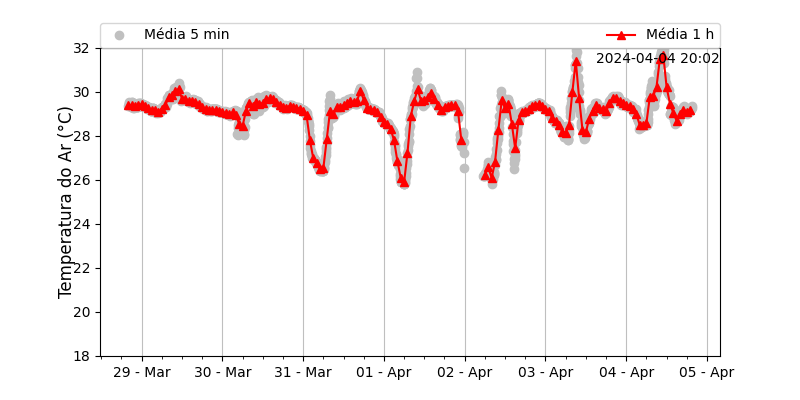 Média 5 min
Média 1 h
2024-04-04 20:02
Temperatura do Ar (°C)
32
30
28
26
24
22
20
18
29 - Mar
30 - Mar
31 - Mar
01 - Apr
02 - Apr
03 - Apr
04 - Apr
05 - Apr